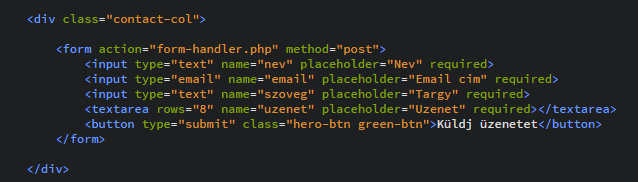 <div class="contact-col">
<form action="form-handler.php" method="post">
<input type="text" name="nev" placeholder="Nev" required>
<input type="email" name="email" placeholder="Email cim" required>
<input type="text" name="szoveg" placeholder="Targy" required>
<textarea rows="8" name="uzenet" placeholder="Uzenet" required></textarea>
<button type="submit" class="hero-btn green-btn">Küldj üzenetet</button>
</form>
</div>